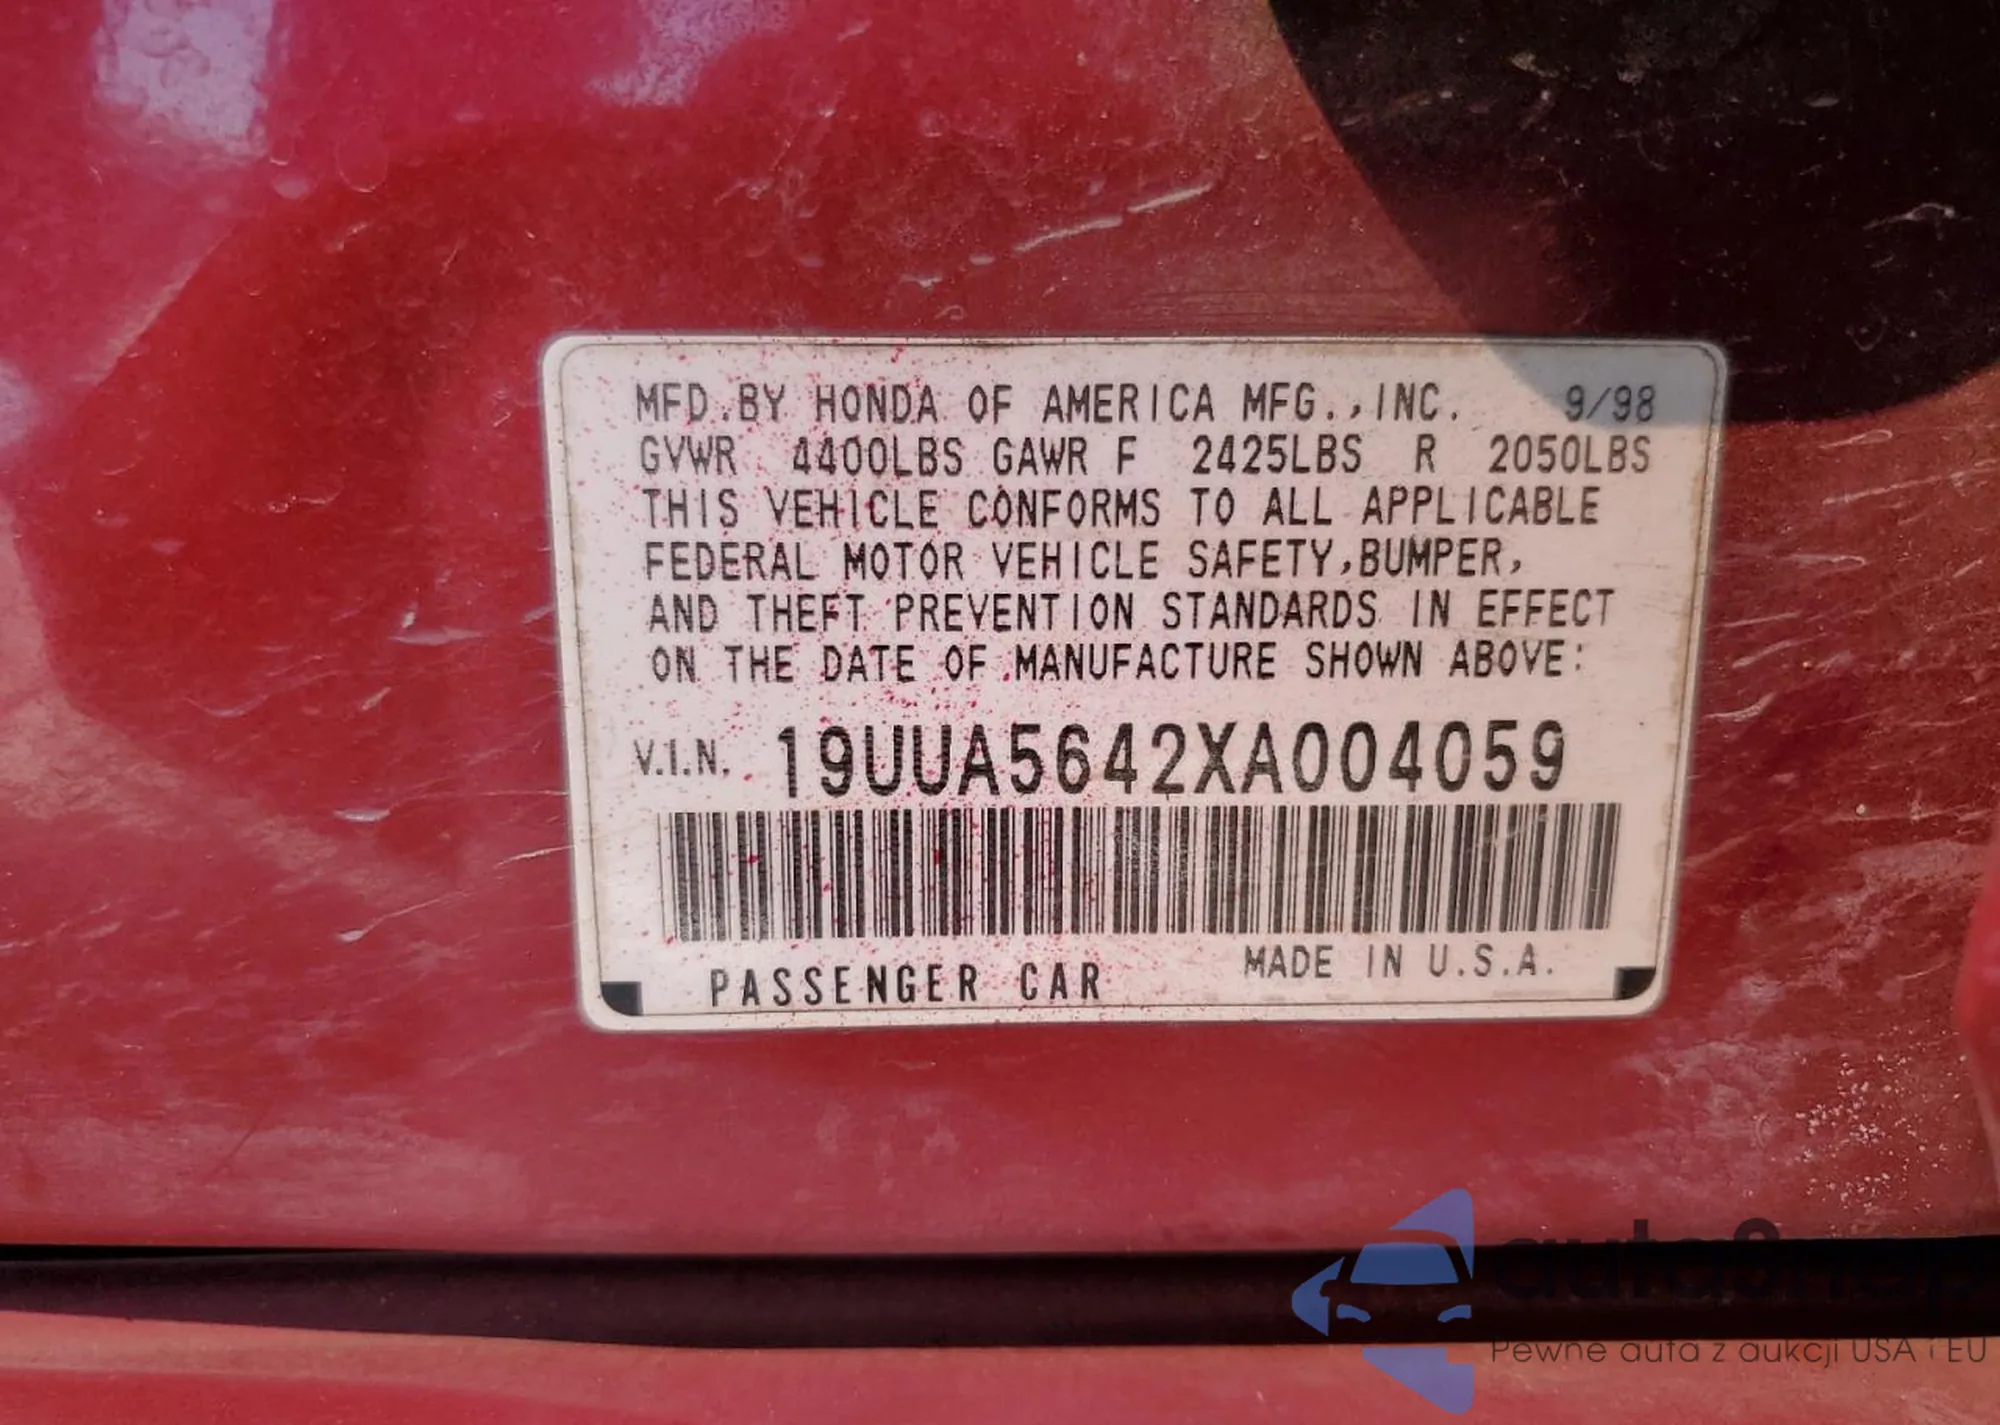 MFD.BY HONDA OF AMERICA MFG.,INC. 9/98
GVWR 4400LBS GAWR F 2425LBS R 2050LBS
THIS VEHICLE CONFORMS TO ALL APPLICABLE
FEDERAL MOTOR VEHICLE SAFETY,BUMPER,
AND THEFT PREVENTION STANDARDS IN EFFECT
ON THE DATE OF MANUFACTURE SHOWN ABOVE:
V.I.N. 19UUA5642XA004059
PASSENGER CAR MADE IN U.S.A.
autoSnap
Pewne auta z aukcji USA i EU